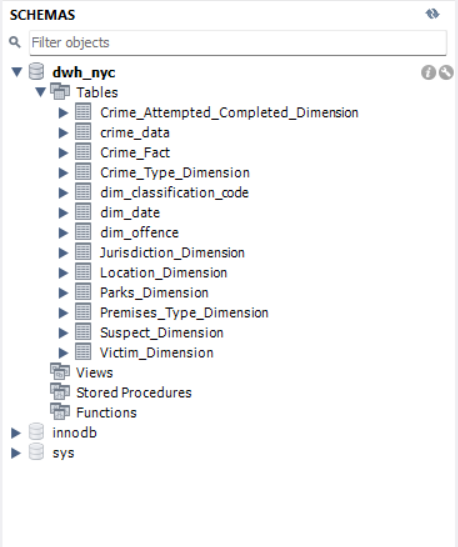 SCHEMAS
Filter objects
dwh_nyc
Tables
Crime_Attempted_Completed_Dimension
crime_data
Crime_Fact
Crime_Type_Dimension
dim_classification_code
dim_date
dim_offence
Jurisdiction_Dimension
Location_Dimension
Parks_Dimension
Premises_Type_Dimension
Suspect_Dimension
Victim_Dimension
Views
Stored Procedures
Functions
innodb
sys